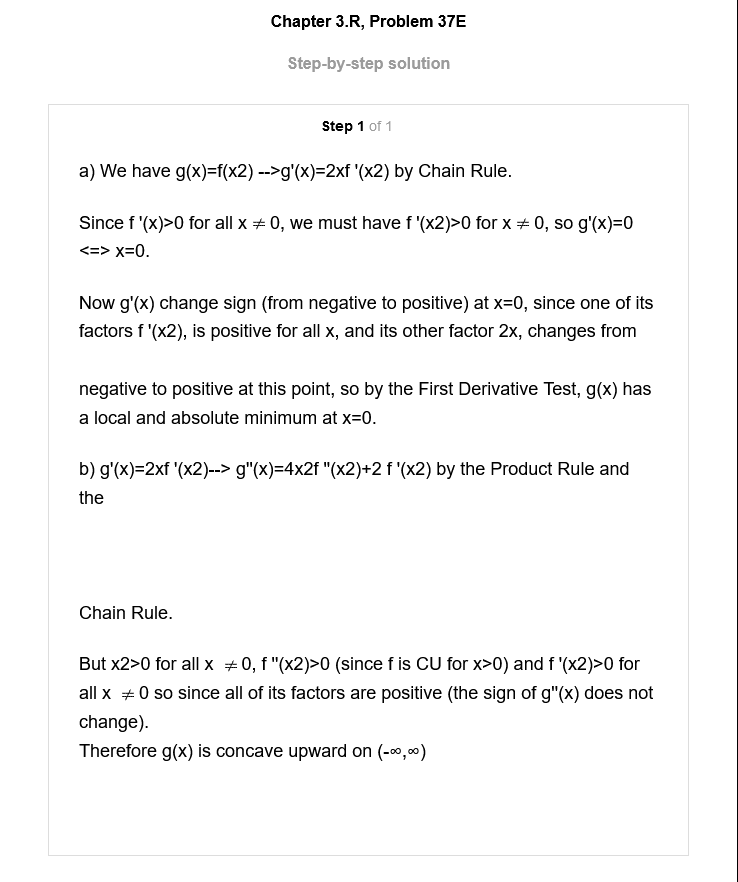 Chapter 3.R, Problem 37E
Step-by-step solution
Step 1 of 1
a) We have g(x)=f(x2) -->g'(x)=2xf '(x2) by Chain Rule.
Since f '(x)>0 for all x ≠ 0, we must have f '(x2)>0 for x ≠ 0, so g'(x)=0
<=> x=0.
Now g'(x) change sign (from negative to positive) at x=0, since one of its
factors f '(x2), is positive for all x, and its other factor 2x, changes from
negative to positive at this point, so by the First Derivative Test, g(x) has
a local and absolute minimum at x=0.
b) g'(x)=2xf '(x2)--> g"(x)=4x2f "(x2)+2 f '(x2) by the Product Rule and
the
Chain Rule.
But x2>0 for all x ≠ 0, f "(x2)>0 (since f is CU for x>0) and f '(x2)>0 for
all x ≠ 0 so since all of its factors are positive (the sign of g"(x) does not
change).
Therefore g(x) is concave upward on (-∞,∞)